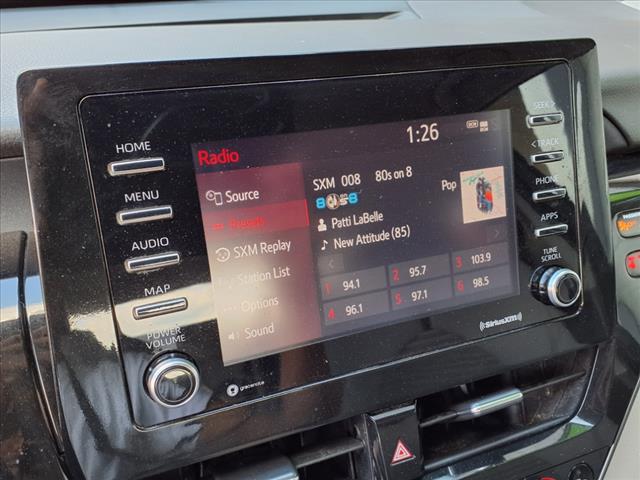 HOME
MENU
AUDIO
MAP
POWER
VOLUME
SEEK >
< TRACK
PHONE
APPS
TUNE
SCROLL
1:26
Radio
Source
Presets
SXM Replay
Station List
Options
Sound
SXM 008 80s on 8
Pop
Patti LaBelle
New Attitude (85)
1 94.1
2 95.7
3 103.9
4 96.1
5 97.1
6 98.5
gracenote
SiriusXM